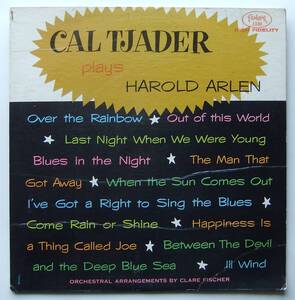 CAL TJADER
plays
HAROLD ARLEN
Over the Rainbow ★ Out of this World
★ Last Night When We Were Young
Blues in the Night ★ The Man That
Got Away ★ When the Sun Comes Out
I've Got a Right to Sing the Blues ★
Come Rain or Shine ★ Happiness Is
a Thing Called Joe ★ Between The Devil
and the Deep Blue Sea ★ Ill' Wind
ORCHESTRAL ARRANGEMENTS BY CLARE FISCHER
Fantasy
HIGH FIDELITY